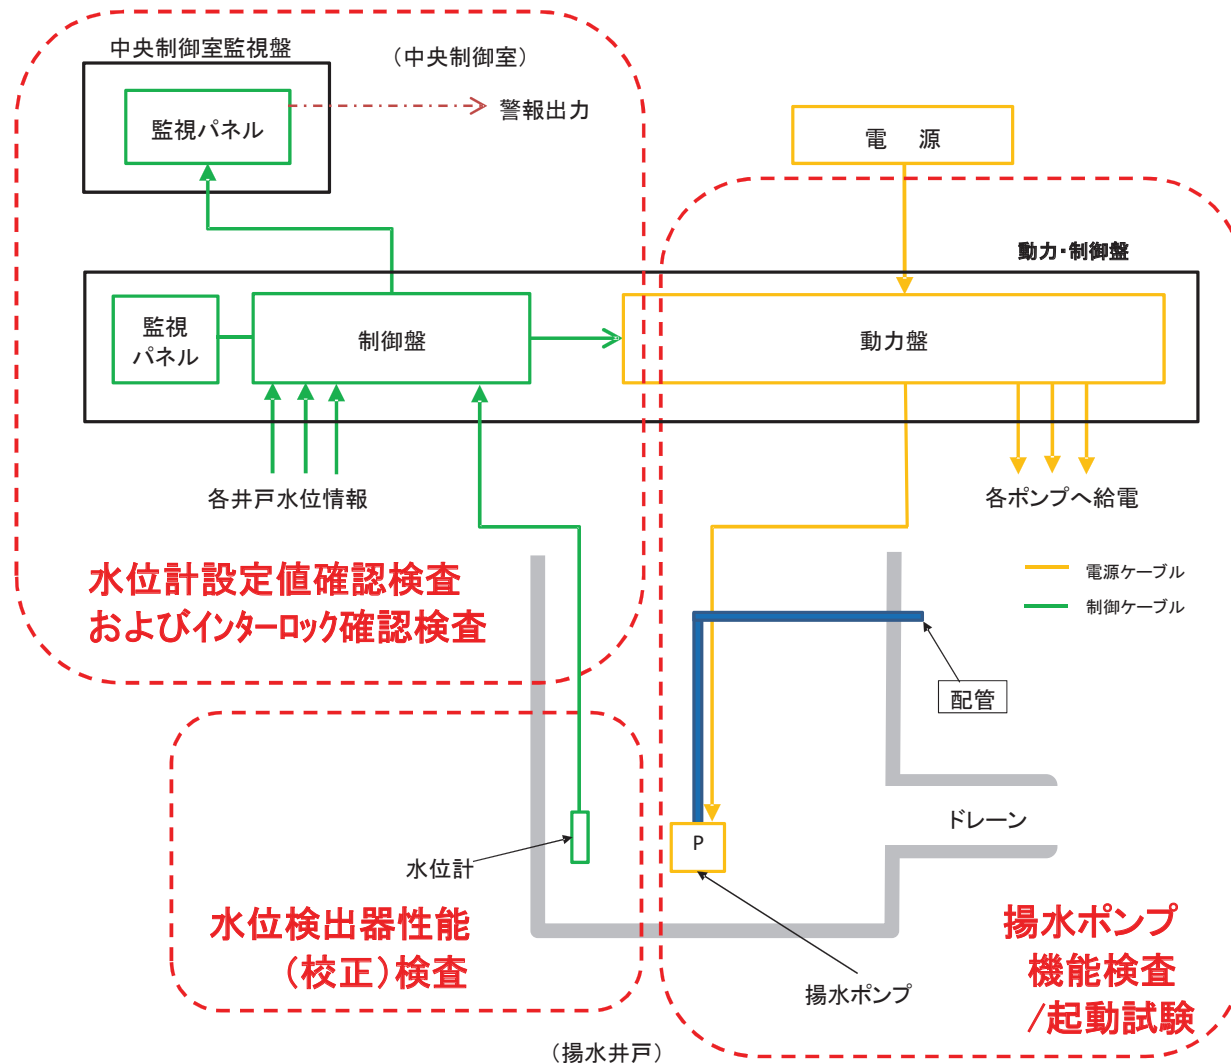 中央制御室監視盤
（中央制御室）
監視パネル
警報出力
電　源
動力・制御盤
監視
パネル
制御盤
動力盤
各井戸水位情報
各ポンプへ給電
水位計設定値確認検査
およびインターロック確認検査
電源ケーブル
制御ケーブル
配管
ドレーン
P
水位計
水位検出器性能
（校正）検査
揚水ポンプ
機能検査
/起動試験
揚水ポンプ
（揚水井戸）